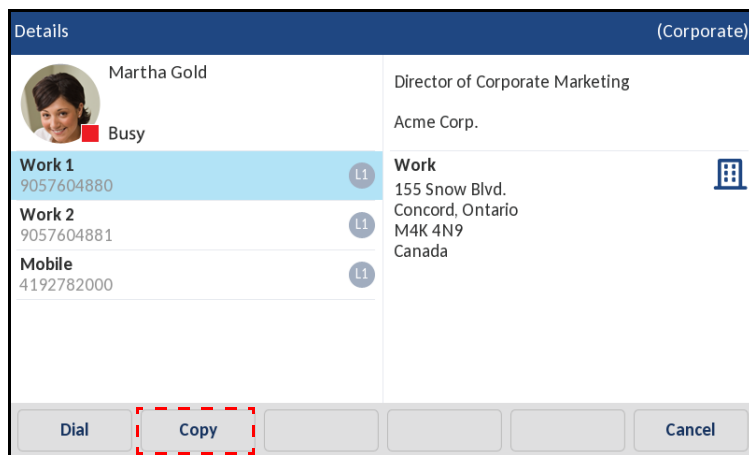 Details
(Corporate)
Martha Gold
Busy
Director of Corporate Marketing
Acme Corp.
Work 1
9057604880
L1
Work 2
9057604881
L1
Mobile
4192782000
L1
Work
155 Snow Blvd.
Concord, Ontario
M4K 4N9
Canada
Dial
Copy
Cancel